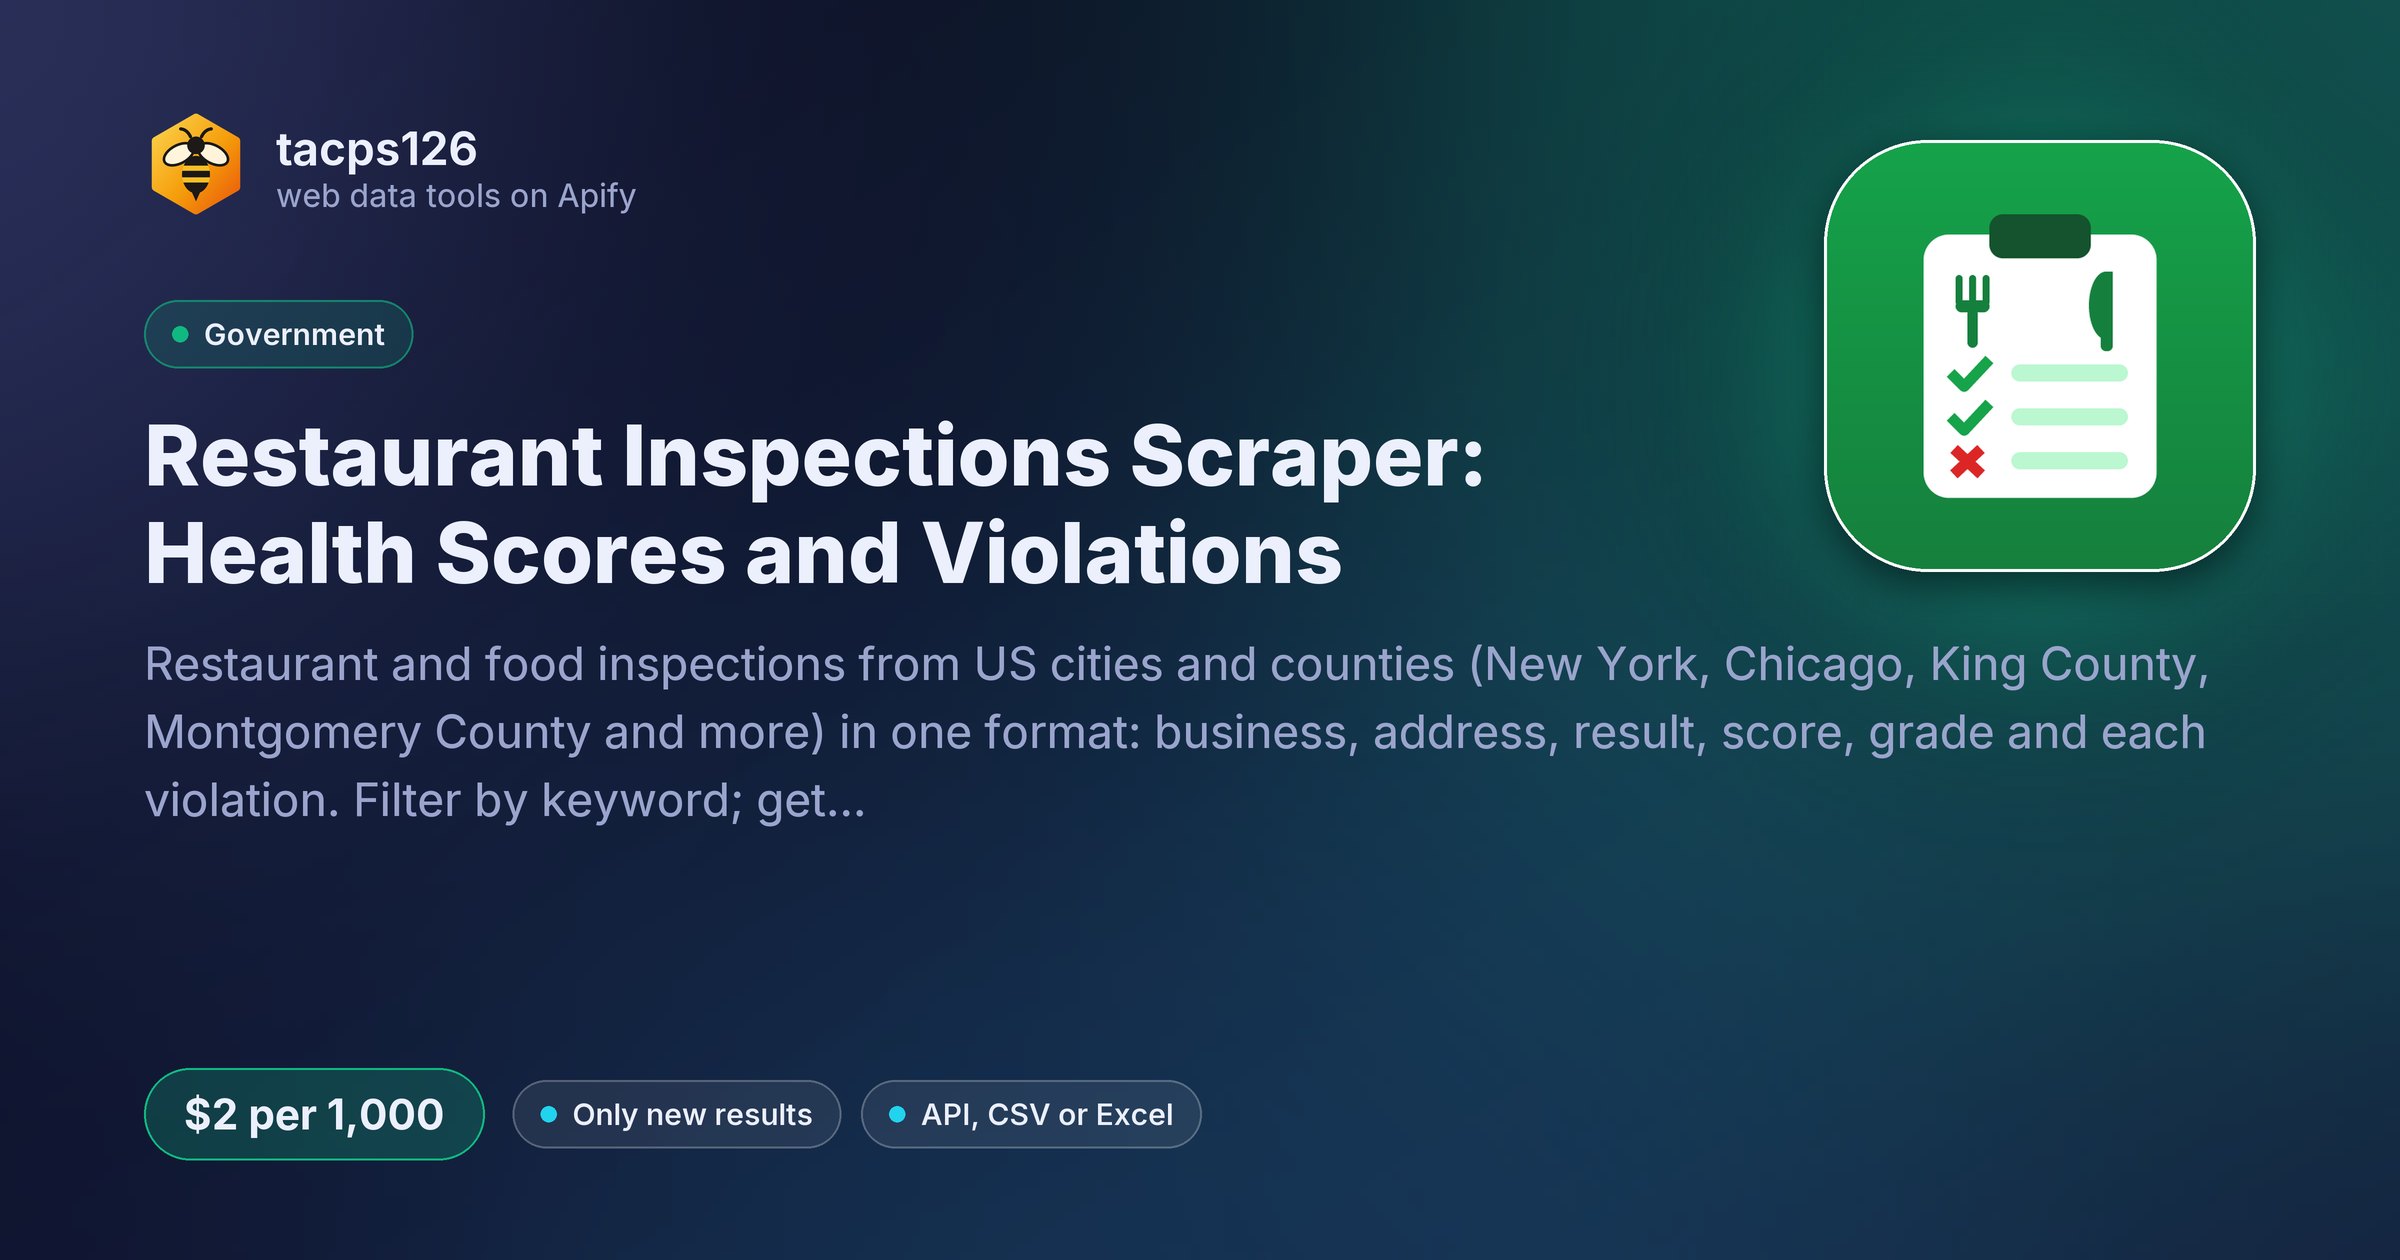 tacps126
web data tools on Apify
Government
Restaurant Inspections Scraper:
Health Scores and Violations
Restaurant and food inspections from US cities and counties (New York, Chicago, King County,
Montgomery County and more) in one format: business, address, result, score, grade and each
violation. Filter by keyword; get...
$2 per 1,000
Only new results
API, CSV or Excel